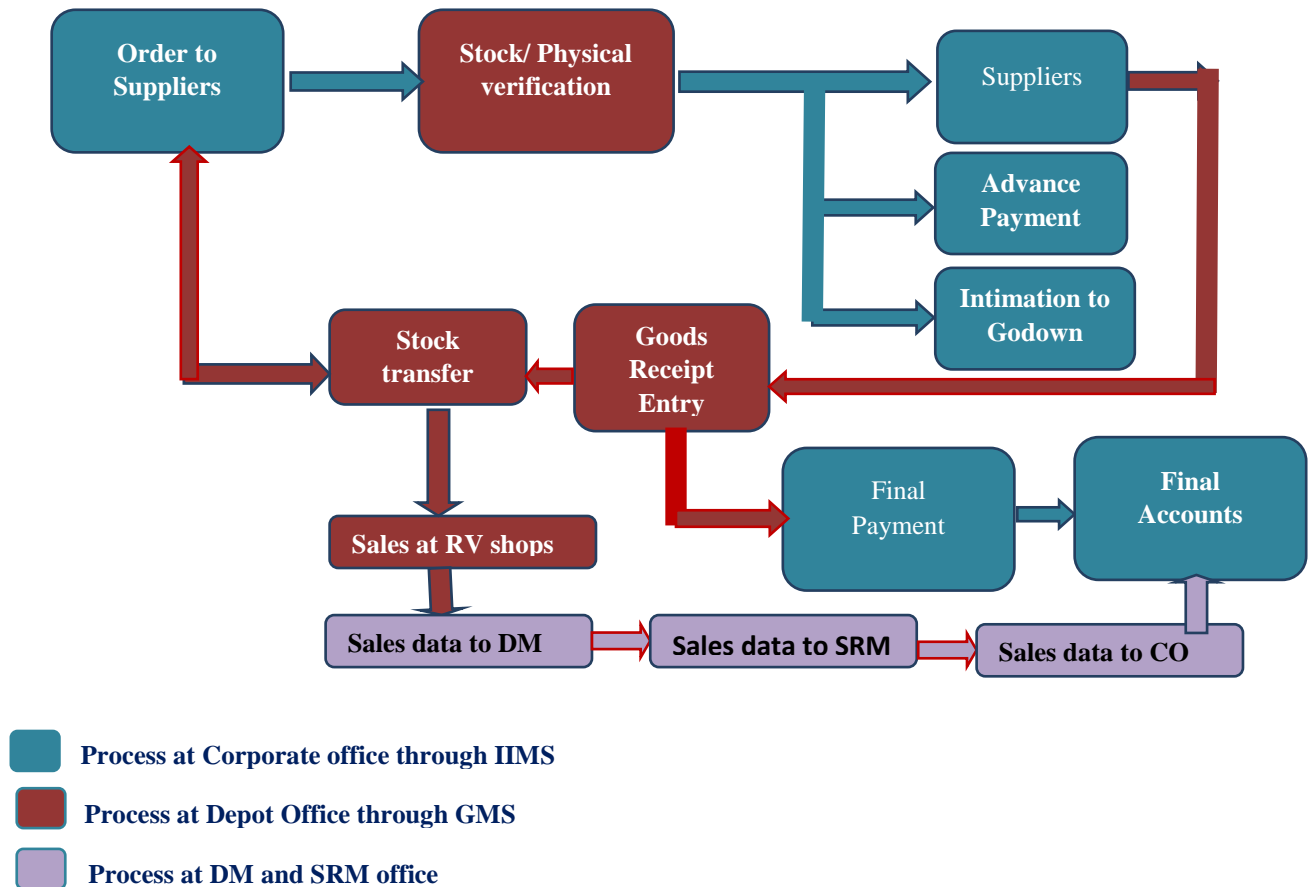 Order to
Suppliers
Stock/ Physical
verification
Suppliers
Advance
Payment
Intimation to
Godown
Stock
transfer
Goods
Receipt
Entry
Final
Payment
Final
Accounts
Sales at RV shops
Sales data to DM
Sales data to SRM
Sales data to CO
Process at Corporate office through IIMS
Process at Depot Office through GMS
Process at DM and SRM office